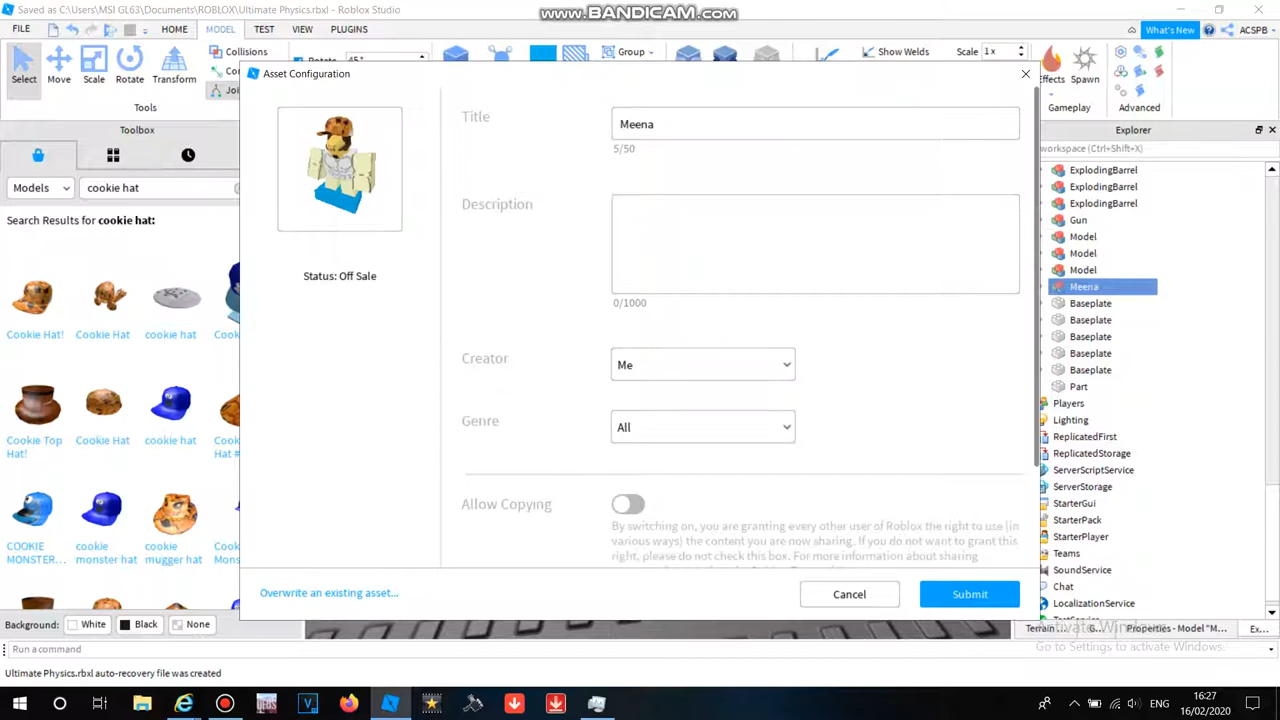 Saved as C:\Users\MSI GL63\Documents\ROBLOX\Ultimate Physics.rbxl - Roblox Studio
www.BANDICAM.com
FILE
HOME
MODEL
TEST
VIEW
PLUGINS
What's New
ACSPB
Select
Move
Scale
Rotate
Transform
Collisions
Rotate
45°
Group
Show Welds
Scale
1 x
Effects
Spawn
Tools
Gameplay
Advanced
Toolbox
Models
cookie hat
Search Results for cookie hat:
Cookie Hat!
Cookie Hat
cookie hat
Cookie Top
Hat!
Cookie Hat
cookie hat
Hat #
COOKIE
MONSTER...
cookie
monster hat
cookie
mugger hat
Background:
White
Black
None
Run a command
Ultimate Physics.rbxl auto-recovery file was created
Asset Configuration
Status: Off Sale
Title
Meena
5/50
Description
0/1000
Creator
Me
Genre
All
Allow Copying
By switching on, you are granting every other user of Roblox the right to use (in
various ways) the content you are now sharing. If you do not want to grant this
right, please do not check this box. For more information about sharing
Overwrite an existing asset...
Cancel
Submit
Explorer
workspace (Ctrl+Shift+X)
ExplodingBarrel
ExplodingBarrel
ExplodingBarrel
Gun
Model
Model
Model
Meena
Baseplate
Baseplate
Baseplate
Baseplate
Baseplate
Part
Players
Lighting
ReplicatedFirst
ReplicatedStorage
ServerScriptService
ServerStorage
StarterGui
StarterPack
StarterPlayer
Teams
SoundService
Chat
LocalizationService
TestService
Activate Windows
Go to Settings to activate Windows.
Terrain ...
G...
Properties - Model "M...
Ex...
ENG
16:27
16/02/2020